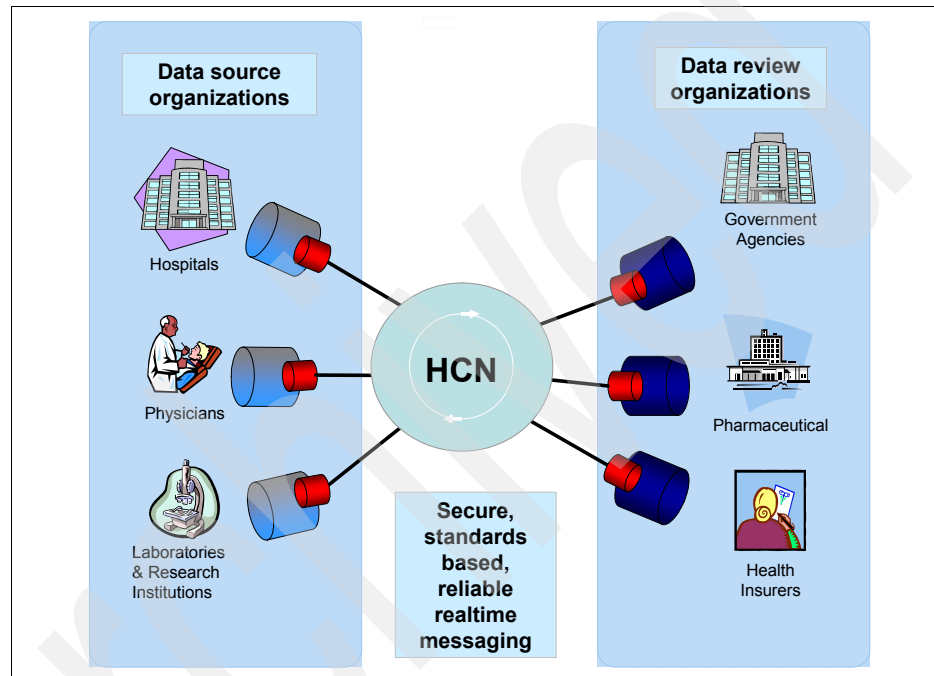 Data source
organizations
Hospitals
Physicians
Laboratories
& Research
Institutions
HCN
Secure,
standards
based,
reliable
realtime
messaging
Data review
organizations
Government
Agencies
Pharmaceutical
Health
Insurers